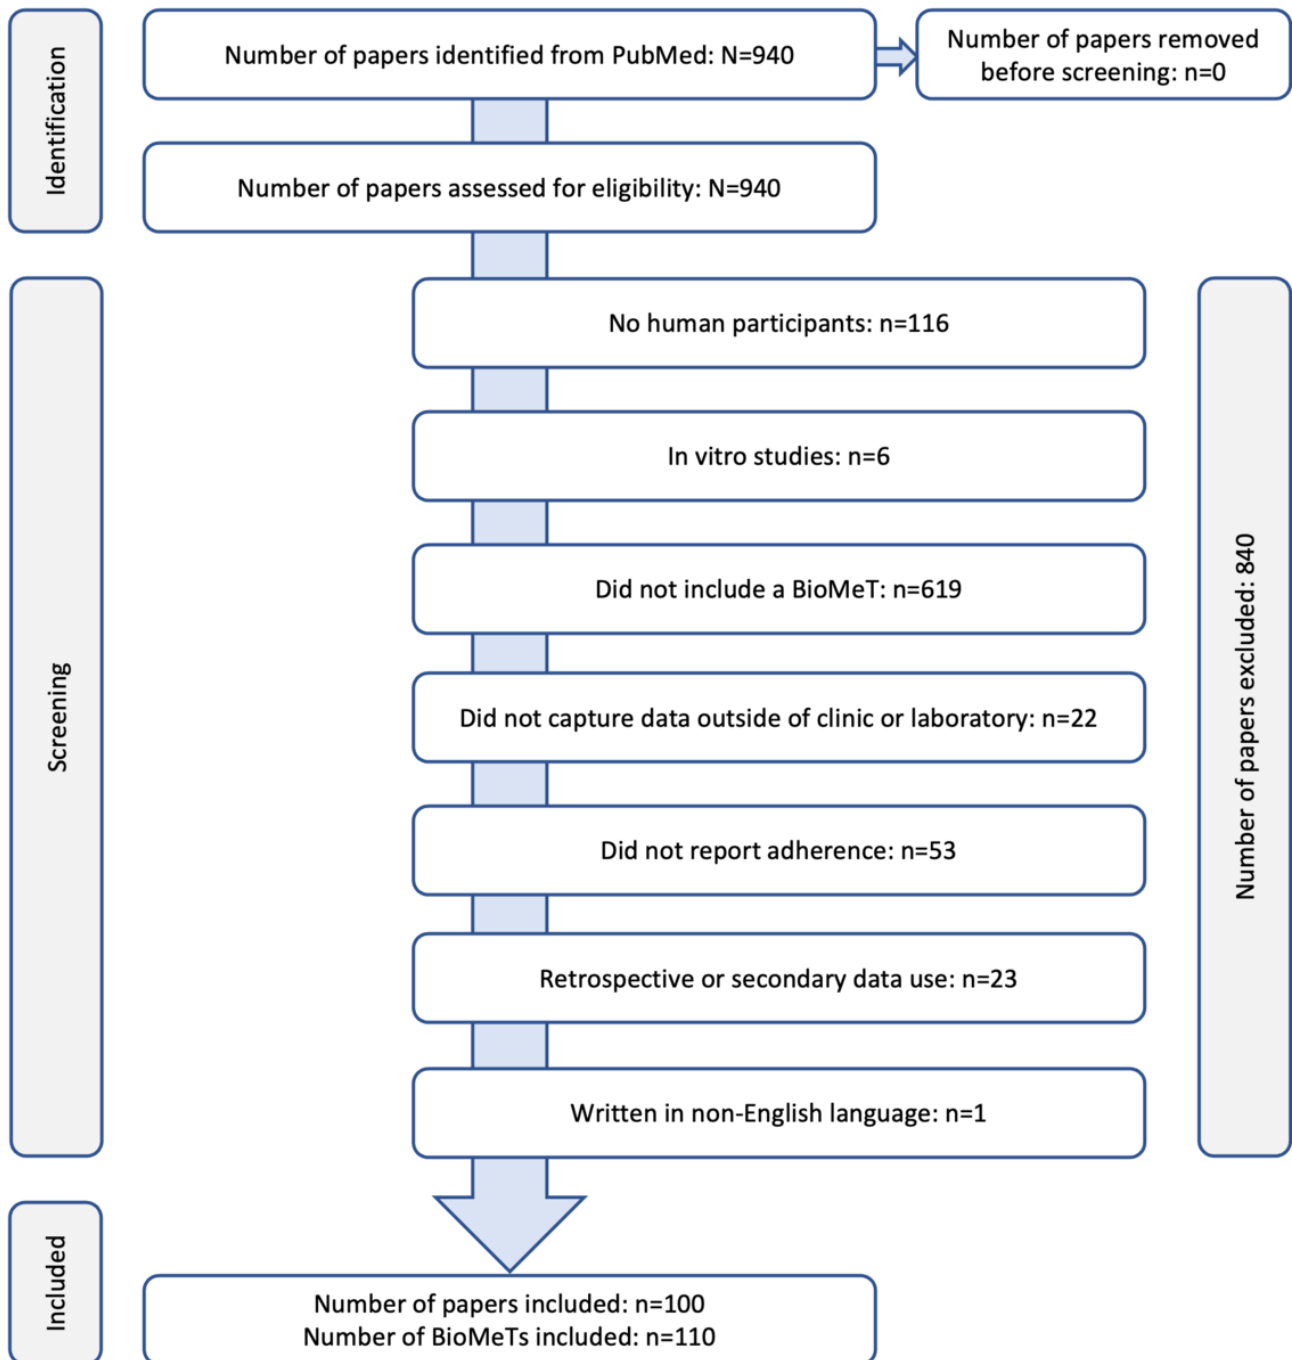 Identification
Number of papers identified from PubMed: N=940
Number of papers removed
before screening: n=0
Number of papers assessed for eligibility: N=940
Screening
No human participants: n=116
In vitro studies: n=6
Did not include a BioMeT: n=619
Did not capture data outside of clinic or laboratory: n=22
Did not report adherence: n=53
Retrospective or secondary data use: n=23
Written in non-English language: n=1
Number of papers excluded: 840
Included
Number of papers included: n=100
Number of BioMeTs included: n=110